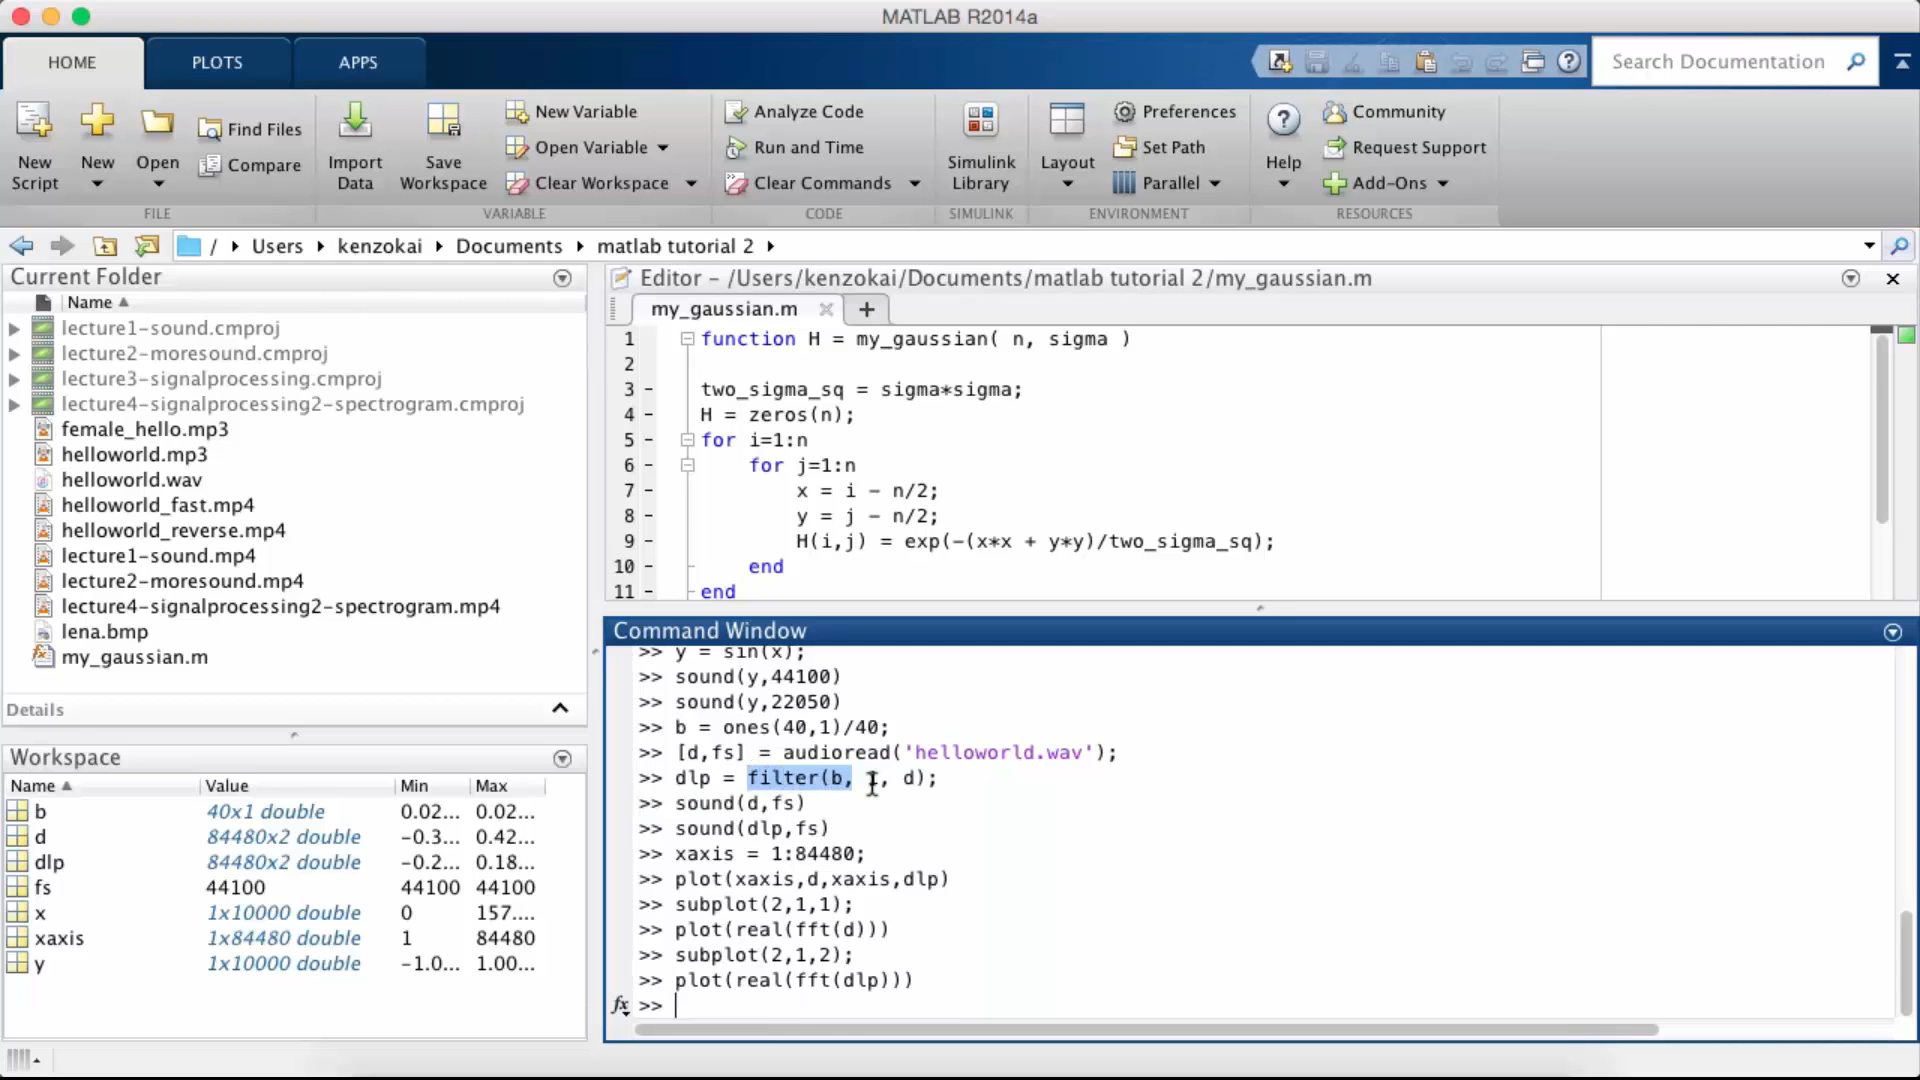 MATLAB R2014a
HOME PLOTS APPS
Search Documentation
New Script
New
Open
Find Files
Compare
FILE
Import Data
Save Workspace
New Variable
Open Variable
Clear Workspace
VARIABLE
Analyze Code
Run and Time
Clear Commands
CODE
Simulink Library
SIMULINK
Layout
Preferences
Set Path
Parallel
ENVIRONMENT
Help
Community
Request Support
Add-Ons
RESOURCES
/ Users kenzokai Documents matlab tutorial 2
Current Folder
Name
lecture1-sound.cmproj
lecture2-moresound.cmproj
lecture3-signalprocessing.cmproj
lecture4-signalprocessing2-spectrogram.cmproj
female_hello.mp3
helloworld.mp3
helloworld.wav
helloworld_fast.mp4
helloworld_reverse.mp4
lecture1-sound.mp4
lecture2-moresound.mp4
lecture4-signalprocessing2-spectrogram.mp4
lena.bmp
my_gaussian.m
Details
Workspace
Name Value Min Max
b 40x1 double 0.02... 0.02...
d 84480x2 double -0.3... 0.42...
dlp 84480x2 double -0.2... 0.18...
fs 44100 44100 44100
x 1x10000 double 0 157....
xaxis 1x84480 double 1 84480
y 1x10000 double -1.0... 1.00...
Editor - /Users/kenzokai/Documents/matlab tutorial 2/my_gaussian.m
my_gaussian.m
1 function H = my_gaussian( n, sigma )
2
3 - two_sigma_sq = sigma*sigma;
4 - H = zeros(n);
5 - for i=1:n
6 - for j=1:n
7 - x = i - n/2;
8 - y = j - n/2;
9 - H(i,j) = exp(-(x*x + y*y)/two_sigma_sq);
10 - end
11 - end
Command Window
>> y = sin(x);
>> sound(y,44100)
>> sound(y,22050)
>> b = ones(40,1)/40;
>> [d,fs] = audioread('helloworld.wav');
>> dlp = filter(b, , d);
>> sound(d,fs)
>> sound(dlp,fs)
>> xaxis = 1:84480;
>> plot(xaxis,d,xaxis,dlp)
>> subplot(2,1,1);
>> plot(real(fft(d)))
>> subplot(2,1,2);
>> plot(real(fft(dlp)))
fx >>